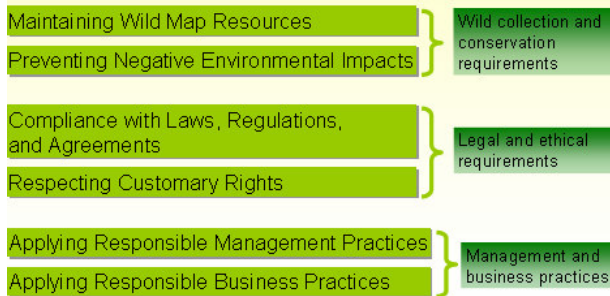 Maintaining Wild Map Resources
Preventing Negative Environmental Impacts
Wild collection and
conservation
requirements
Compliance with Laws, Regulations,
and Agreements
Respecting Customary Rights
Legal and ethical
requirements
Applying Responsible Management Practices
Applying Responsible Business Practices
Management and
business practices